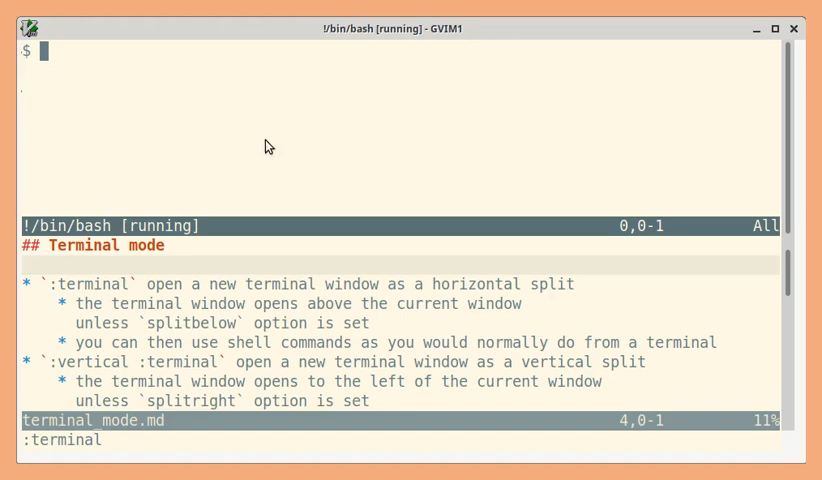 !/bin/bash [running] - GVIM1
$
!/bin/bash [running] 0,0-1 All
## Terminal mode
* `:terminal` open a new terminal window as a horizontal split
* the terminal window opens above the current window
unless `splitbelow` option is set
* you can then use shell commands as you would normally do from a terminal
* `:vertical :terminal` open a new terminal window as a vertical split
* the terminal window opens to the left of the current window
unless `splitright` option is set
terminal_mode.md 4,0-1 11%
:terminal